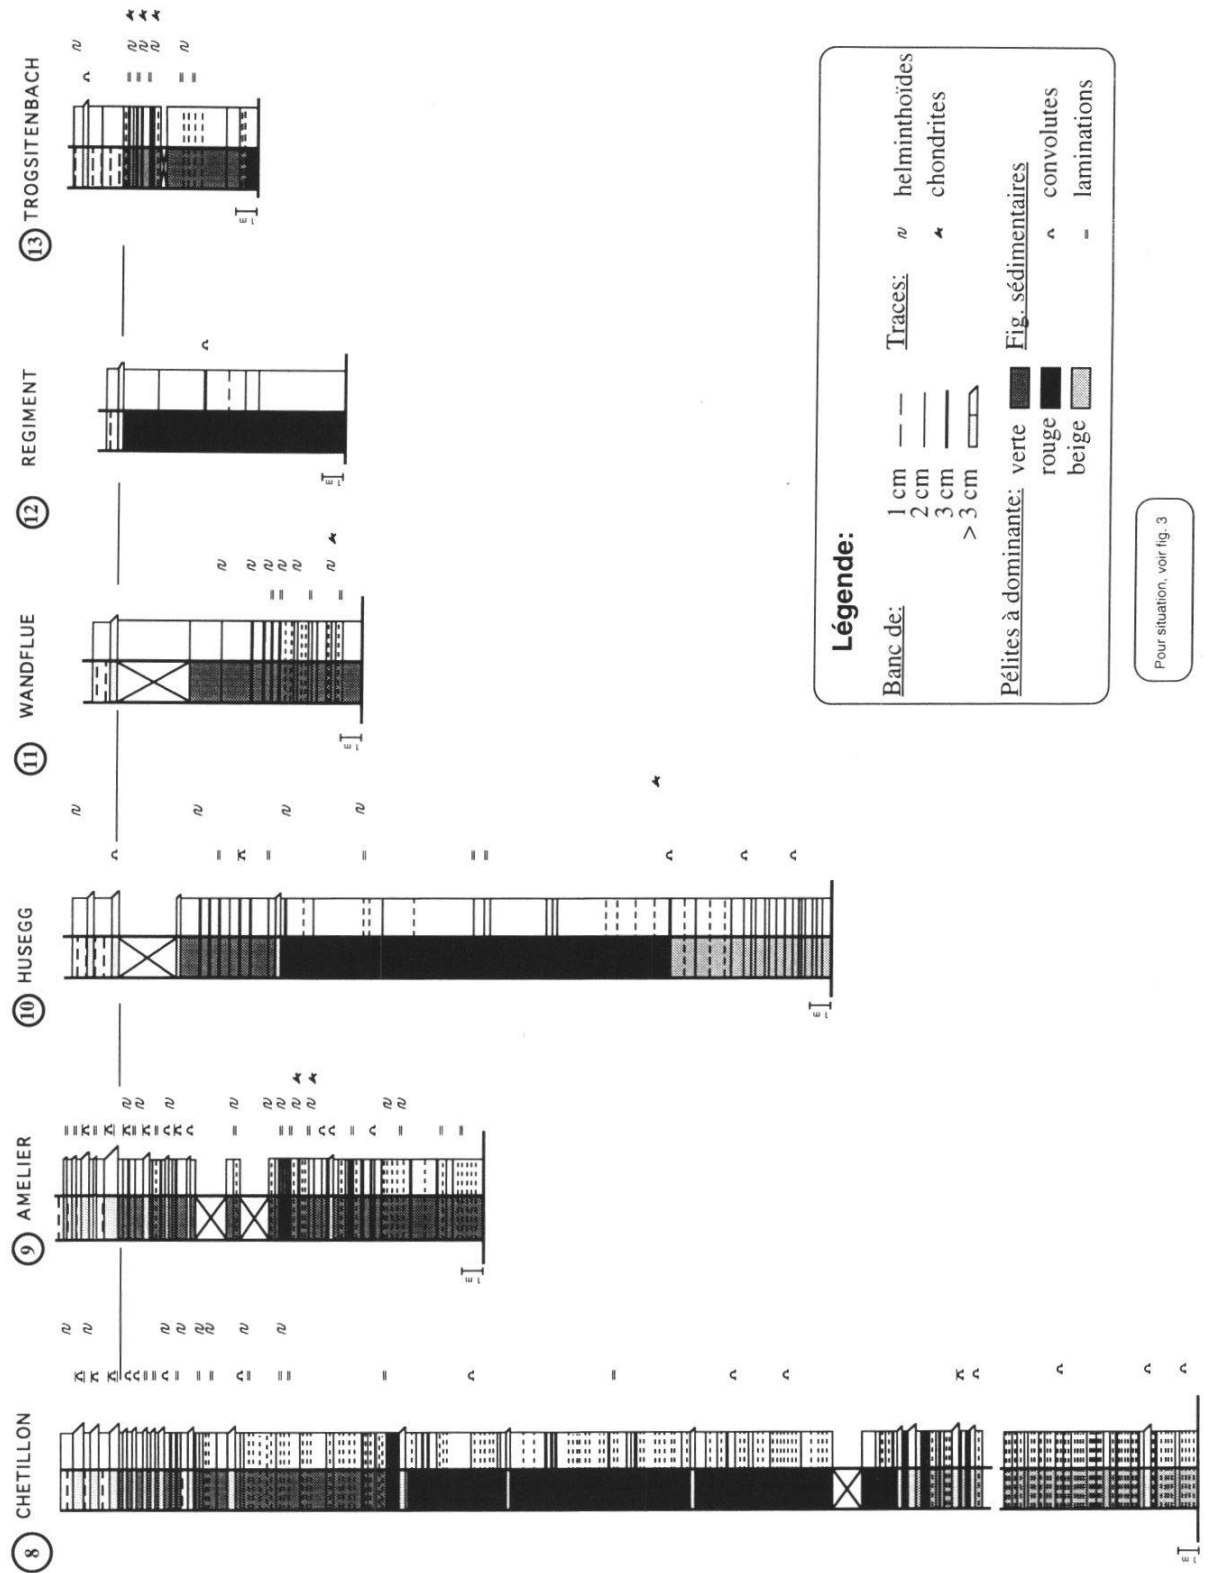 8 CHETILLON
1 m
9 AMELIER
1 m
10 HUSEGG
1 m
11 WANDFLUE
1 m
12 REGIMENT
1 m
13 TROGSITENBACH
1 m
Légende:
Banc de:
1 cm
2 cm
3 cm
> 3 cm
Traces:
helminthoïdes
chondrites
Pélites à dominante:
verte
rouge
beige
Fig. sédimentaires
convolutes
laminations
Pour situation, voir fig. 3